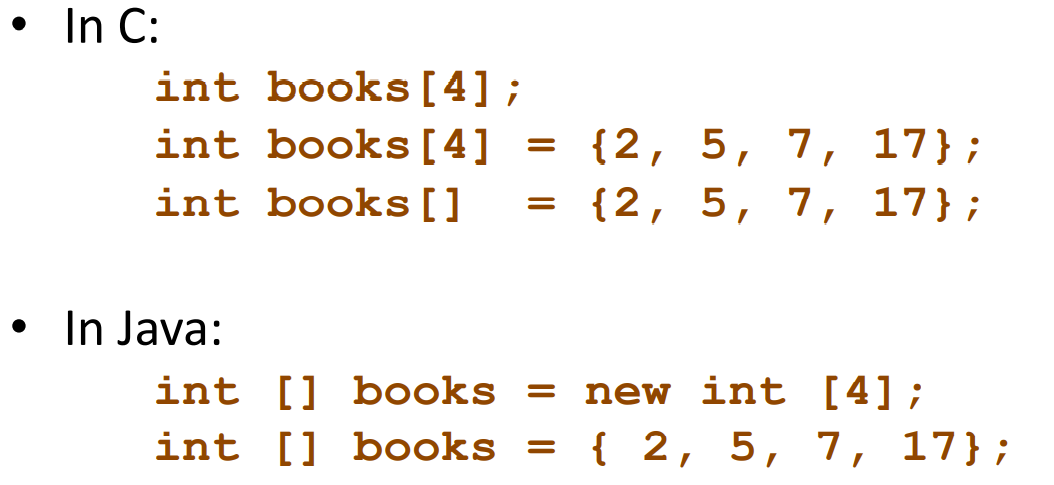 • In C:
int books[4];
int books[4] = {2, 5, 7, 17};
int books[] = {2, 5, 7, 17};
• In Java:
int [] books = new int [4];
int [] books = { 2, 5, 7, 17};